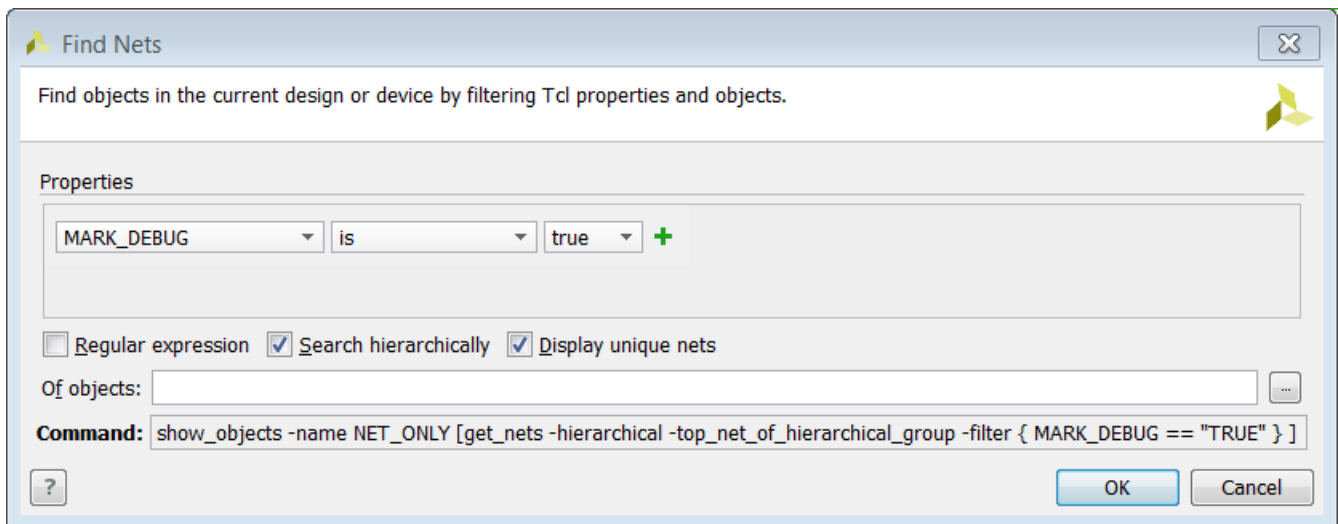 Find Nets
Find objects in the current design or device by filtering Tcl properties and objects.
Properties
MARK_DEBUG is true
Regular expression Search hierarchically Display unique nets
Of objects: ...
Command: show_objects -name NET_ONLY [get_nets -hierarchical -top_net_of_hierarchical_group -filter { MARK_DEBUG == "TRUE" } ]
? OK Cancel